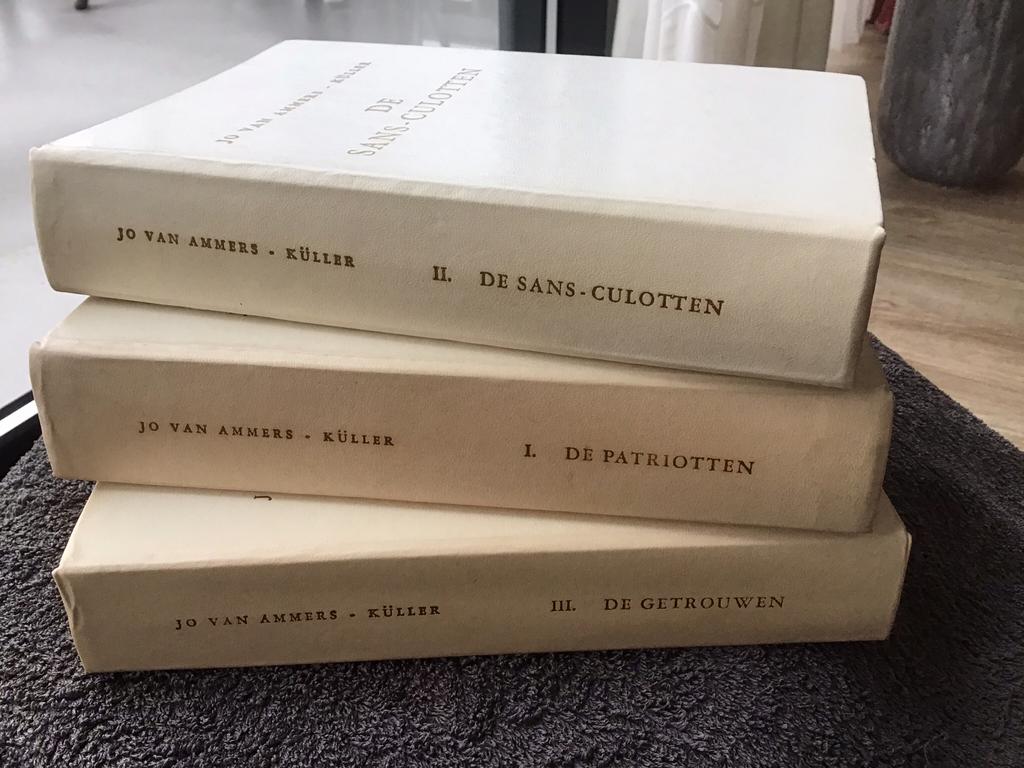 JO VAN AMMERS - KÜLLER
DE
SANS-CULOTTEN
JO VAN AMMERS - KÜLLER II. DE SANS-CULOTTEN
JO VAN AMMERS - KÜLLER I. DE PATRIOTTEN
JO VAN AMMERS - KÜLLER III. DE GETROUWEN